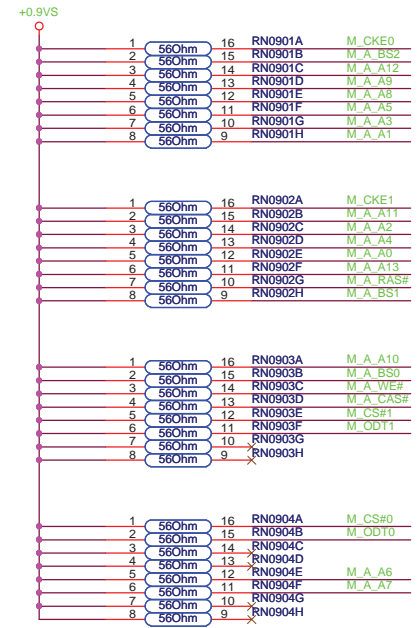 +0.9VS
1 56Ohm 16 RN0901A M_CKE0
2 56Ohm 15 RN0901B M_A_BS2
3 56Ohm 14 RN0901C M_A_A12
4 56Ohm 13 RN0901D M_A_A9
5 56Ohm 12 RN0901E M_A_A8
6 56Ohm 11 RN0901F M_A_A5
7 56Ohm 10 RN0901G M_A_A3
8 56Ohm 9 RN0901H M_A_A1
1 56Ohm 16 RN0902A M_CKE1
2 56Ohm 15 RN0902B M_A_A11
3 56Ohm 14 RN0902C M_A_A2
4 56Ohm 13 RN0902D M_A_A4
5 56Ohm 12 RN0902E M_A_A0
6 56Ohm 11 RN0902F M_A_A13
7 56Ohm 10 RN0902G M_A_RAS#
8 56Ohm 9 RN0902H M_A_BS1
1 56Ohm 16 RN0903A M_A_A10
2 56Ohm 15 RN0903B M_A_BS0
3 56Ohm 14 RN0903C M_A_WE#
4 56Ohm 13 RN0903D M_A_CAS#
5 56Ohm 12 RN0903E M_CS#1
6 56Ohm 11 RN0903F M_ODT1
7 56Ohm 10 RN0903G
8 56Ohm 9 RN0903H
1 56Ohm 16 RN0904A M_CS#0
2 56Ohm 15 RN0904B M_ODT0
3 56Ohm 14 RN0904C
4 56Ohm 13 RN0904D
5 56Ohm 12 RN0904E M_A_A6
6 56Ohm 11 RN0904F M_A_A7
7 56Ohm 10 RN0904G
8 56Ohm 9 RN0904H